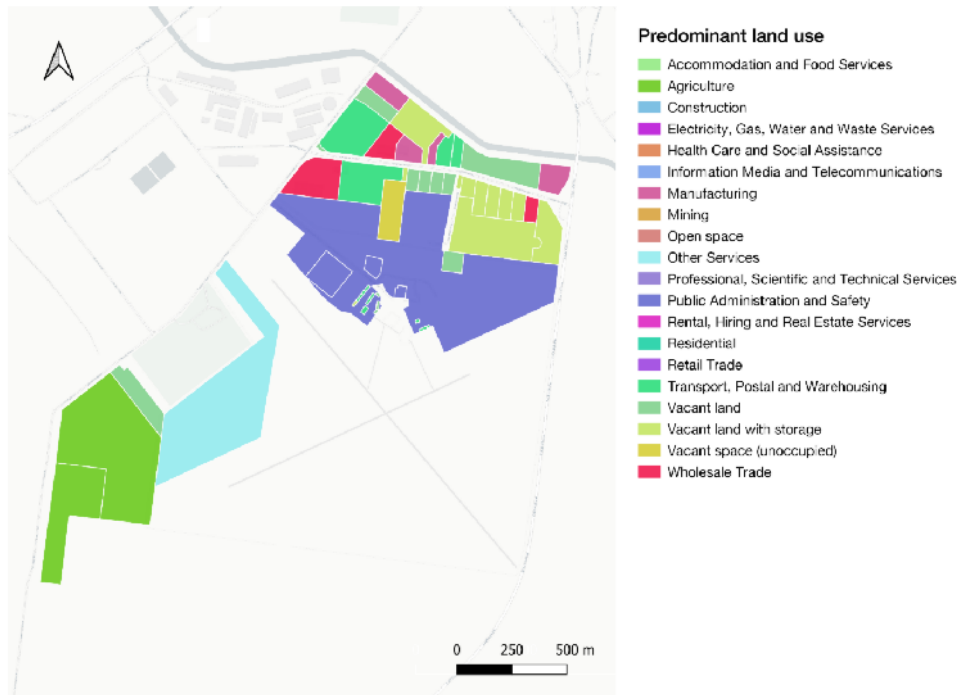 Predominant land use
Accommodation and Food Services
Agriculture
Construction
Electricity, Gas, Water and Waste Services
Health Care and Social Assistance
Information Media and Telecommunications
Manufacturing
Mining
Open space
Other Services
Professional, Scientific and Technical Services
Public Administration and Safety
Rental, Hiring and Real Estate Services
Residential
Retail Trade
Transport, Postal and Warehousing
Vacant land
Vacant land with storage
Vacant space (unoccupied)
Wholesale Trade
0 250 500 m